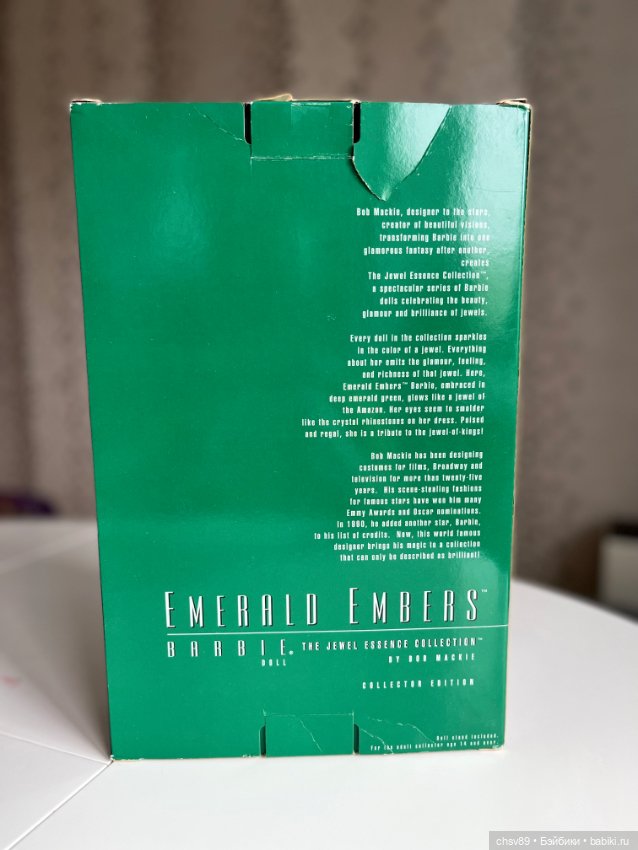 Bob Mackie, designer to the stars,
creator of beautiful visions,
transforming Barbie into one
glamorous fantasy after another,
creates
The Jewel Essence Collection™,
a spectacular series of Barbie
dolls celebrating the beauty,
glamour and brilliance of jewels.
Every doll in the collection sparkles
in the color of a jewel. Everything
about her emits the glamour, feeling,
and richness of that jewel. Here,
Emerald Embers™ Barbie, embraced in
deep emerald green, glows like a jewel of
the Amazon. Her eyes seem to smolder
like the crystal rhinestones on her dress. Poised
and regal, she is a tribute to the jewel-of-kings!
Bob Mackie has been designing
costumes for films, Broadway and
television for more than twenty-five
years. His scene-stealing fashions
for famous stars have won him many
Emmy Awards and Oscar nominations.
In 1990, he added another star, Barbie,
to his list of credits. Now, this world famous
designer brings his magic to a collection
that can only be described as brilliant!
EMERALD EMBERS™
BARBIE® THE JEWEL ESSENCE COLLECTION™
DOLL BY BOB MACKIE
COLLECTOR EDITION
Doll stand included.
For the adult collector age 14 and over.
chsv89 • Бэйбики • babiki.ru